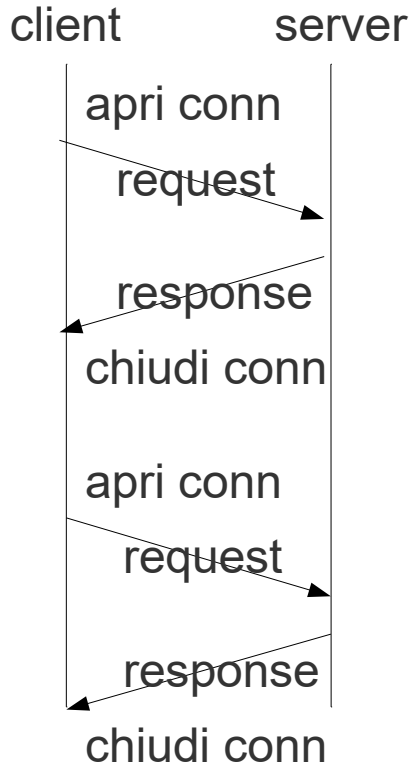 client server
apri conn
request
response
chiudi conn
apri conn
request
response
chiudi conn